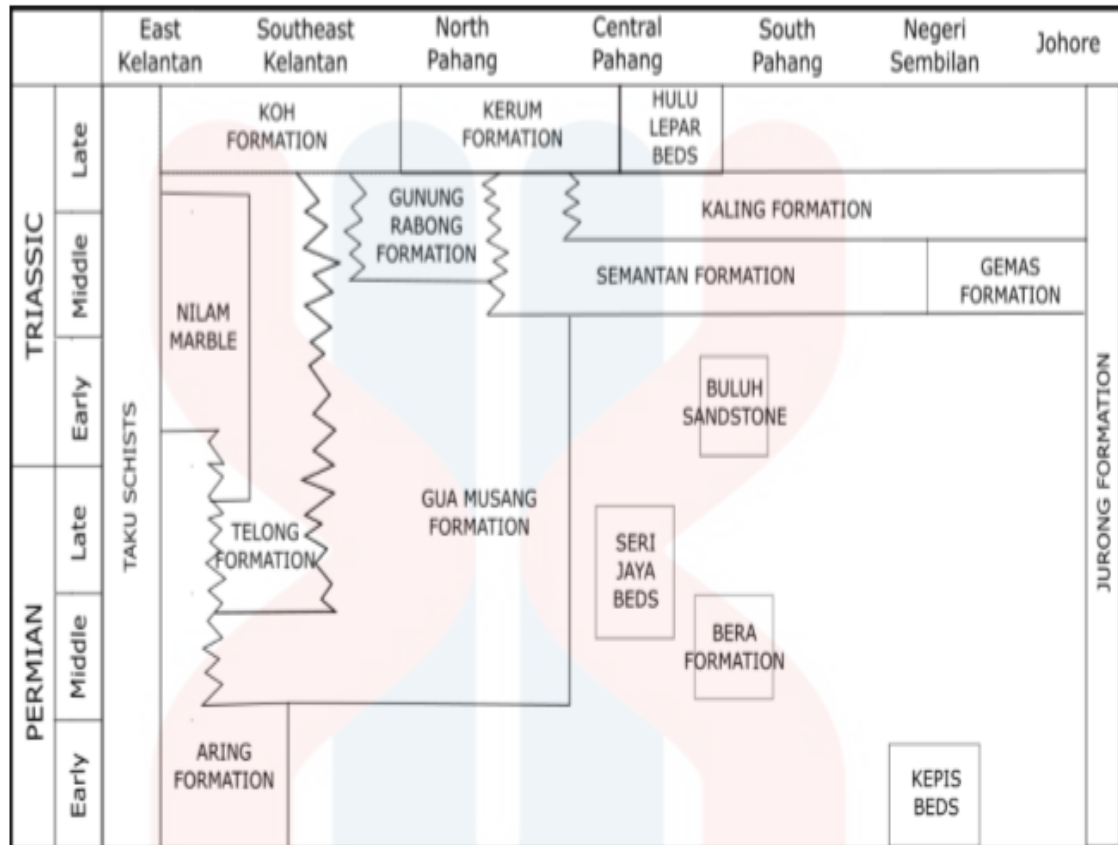 East
Kelantan
Southeast
Kelantan
North
Pahang
Central
Pahang
South
Pahang
Negeri
Sembilan
Johore
TRIASSIC
Late
Middle
Early
PERMIAN
Late
Middle
Early
TAKU SCHISTS
KOH
FORMATION
KERUM
FORMATION
HULU
LEPAR
BEDS
GUNUNG
RABONG
FORMATION
KALING FORMATION
SEMANTAN FORMATION
GEMAS
FORMATION
NILAM
MARBLE
BULUH
SANDSTONE
GUA MUSANG
FORMATION
TELONG
FORMATION
SERI
JAYA
BEDS
BERA
FORMATION
ARING
FORMATION
KEPIS
BEDS
JURONG FORMATION